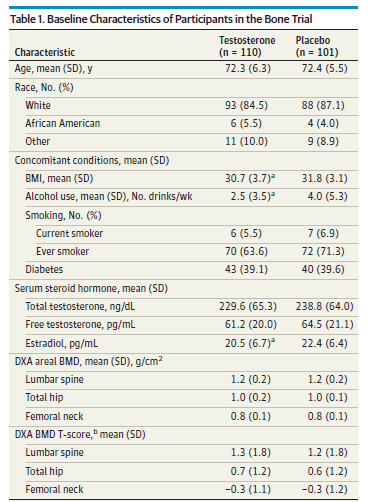 Table 1. Baseline Characteristics of Participants in the Bone Trial
Characteristic Testosterone (n = 110) Placebo (n = 101)
Age, mean (SD), y 72.3 (6.3) 72.4 (5.5)
Race, No. (%)
White 93 (84.5) 88 (87.1)
African American 6 (5.5) 4 (4.0)
Other 11 (10.0) 9 (8.9)
Concomitant conditions, mean (SD)
BMI, mean (SD) 30.7 (3.7)a 31.8 (3.1)
Alcohol use, mean (SD), No. drinks/wk 2.5 (3.5)a 4.0 (5.3)
Smoking, No. (%)
Current smoker 6 (5.5) 7 (6.9)
Ever smoker 70 (63.6) 72 (71.3)
Diabetes 43 (39.1) 40 (39.6)
Serum steroid hormone, mean (SD)
Total testosterone, ng/dL 229.6 (65.3) 238.8 (64.0)
Free testosterone, pg/mL 61.2 (20.0) 64.5 (21.1)
Estradiol, pg/mL 20.5 (6.7)a 22.4 (6.4)
DXA areal BMD, mean (SD), g/cm2
Lumbar spine 1.2 (0.2) 1.2 (0.2)
Total hip 1.0 (0.2) 1.0 (0.1)
Femoral neck 0.8 (0.1) 0.8 (0.1)
DXA BMD T-score,b mean (SD)
Lumbar spine 1.3 (1.8) 1.2 (1.8)
Total hip 0.7 (1.2) 0.6 (1.2)
Femoral neck −0.3 (1.1) −0.3 (1.2)